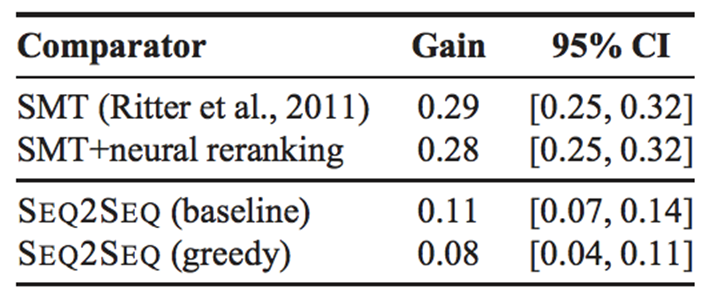 Comparator Gain 95% CI
SMT (Ritter et al., 2011) 0.29 [0.25, 0.32]
SMT+neural reranking 0.28 [0.25, 0.32]
SEQ2SEQ (baseline) 0.11 [0.07, 0.14]
SEQ2SEQ (greedy) 0.08 [0.04, 0.11]